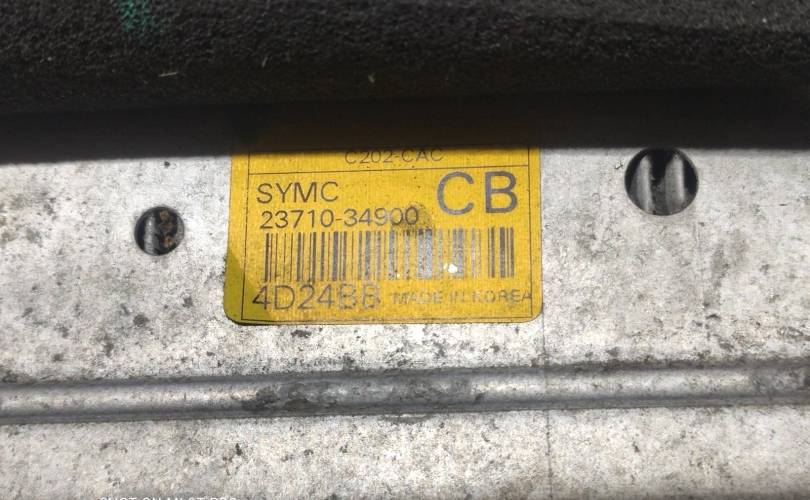 C202-CAC
SYMC CB
23710-34900
4D24BB MADE IN KOREA